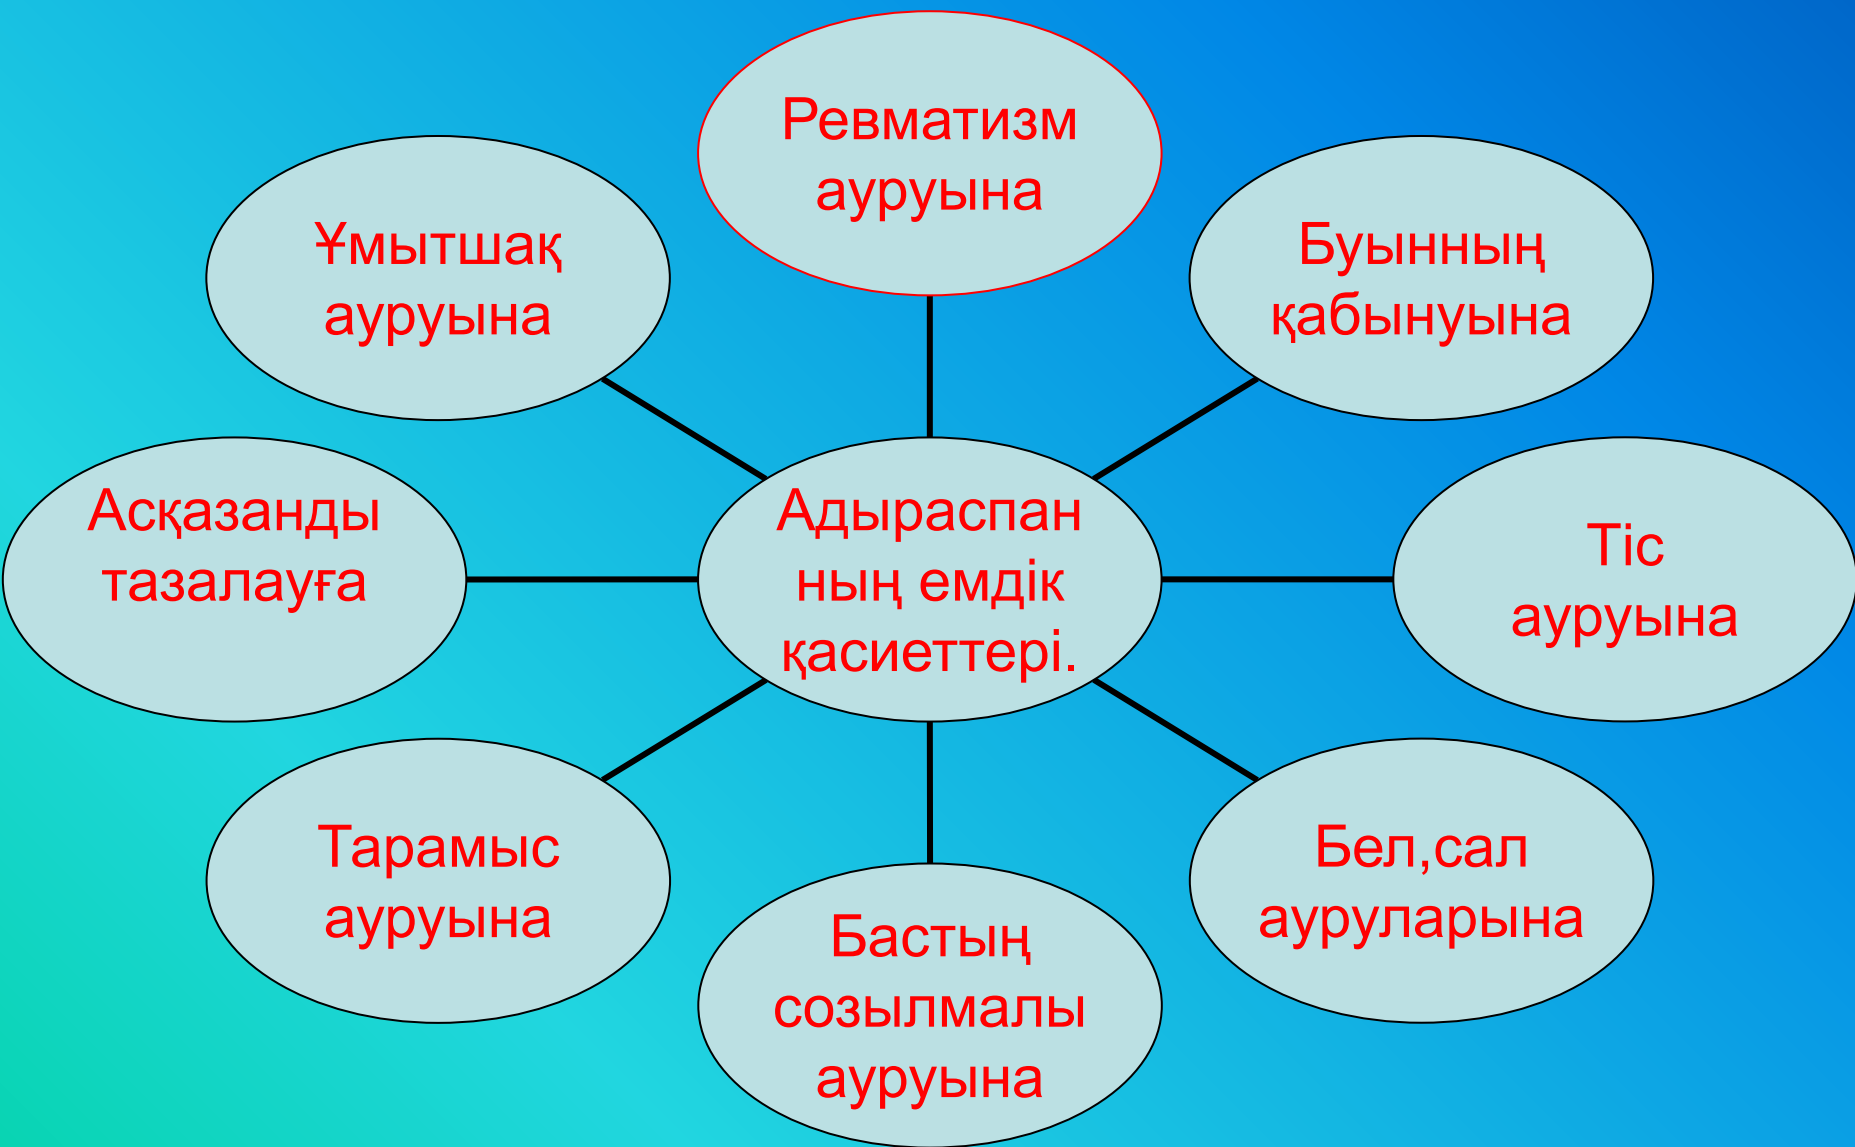 Ревматизм
ауруына
Ұмытшақ
ауруына
Буынның
қабынуына
Асқазанды
тазалауға
Адыраспан
ның емдік
қасиеттері.
Тіс
ауруына
Тарамыс
ауруына
Бел,сал
ауруларына
Бастың
созылмалы
ауруына